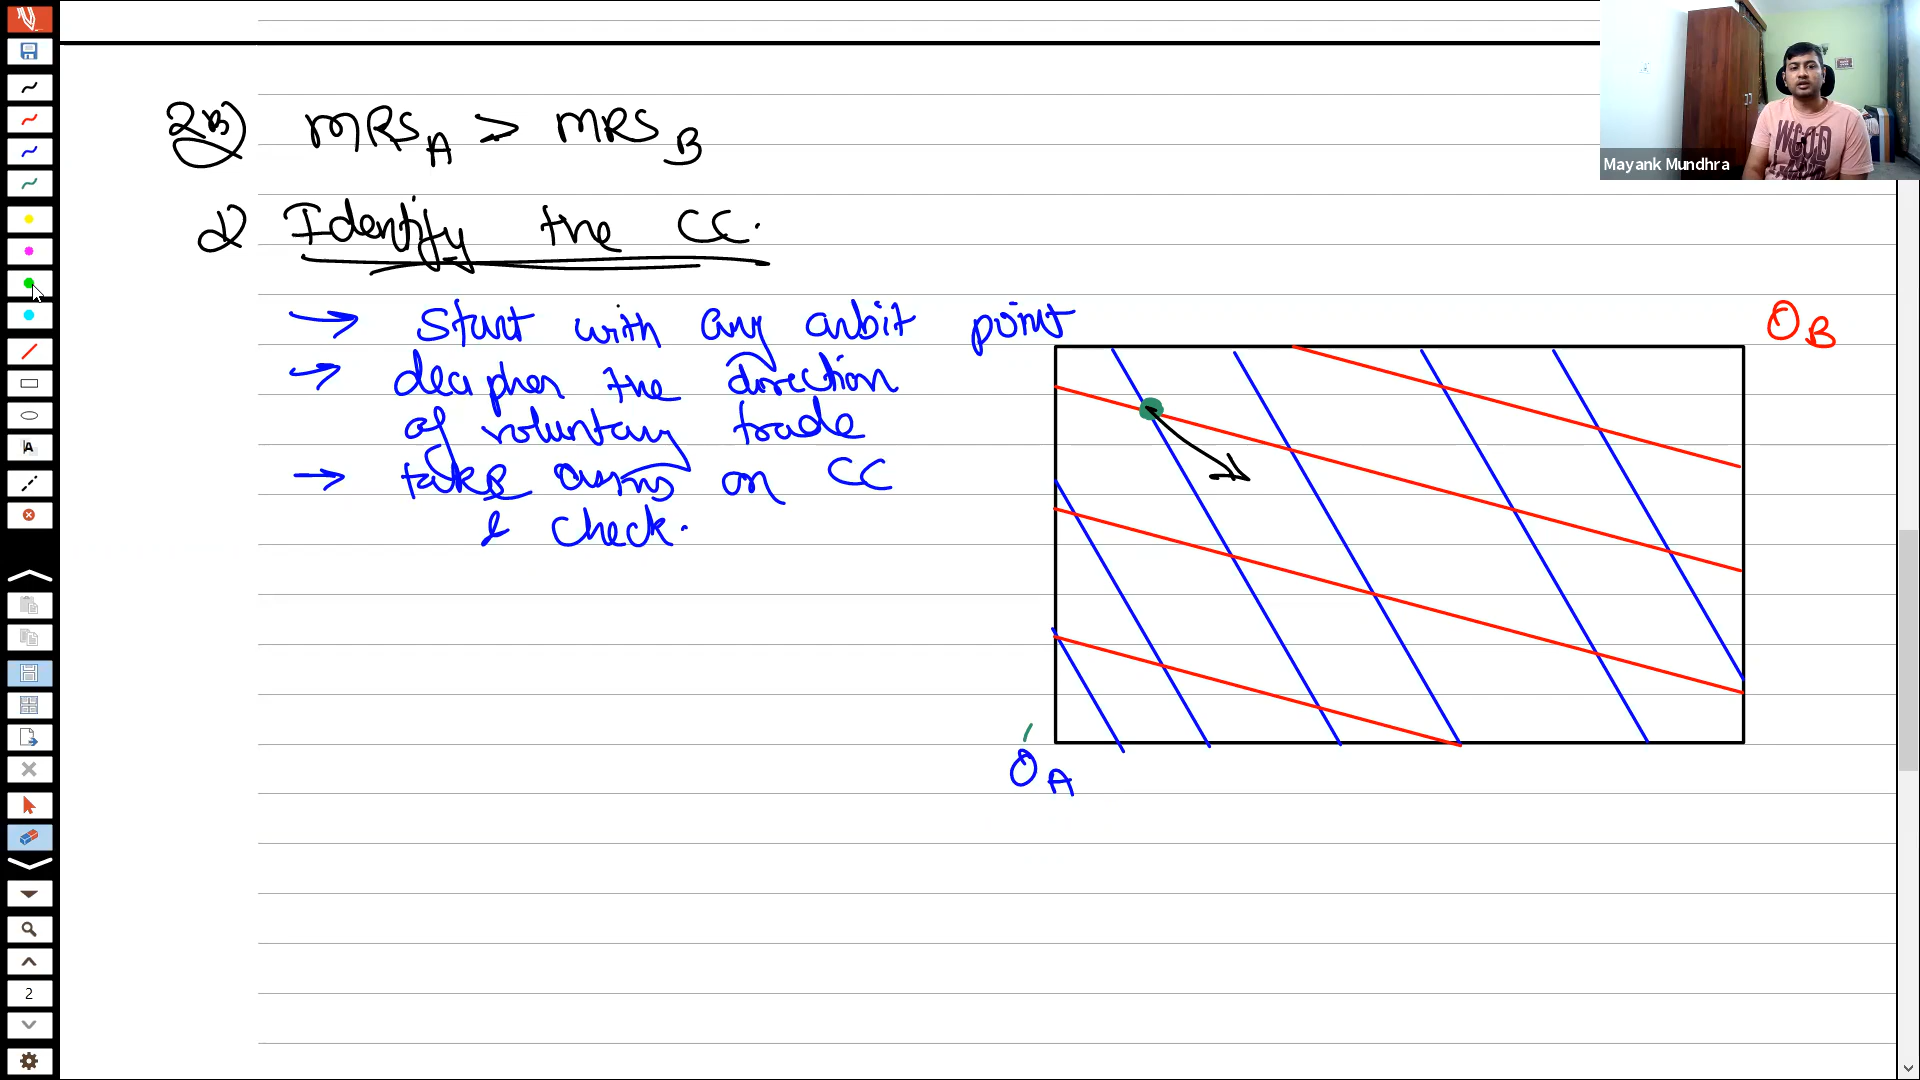 2B) MRS_A > MRS_B
d) Identify the CC.
→ Start with any arbit point
→ decipher the direction
of voluntary trade
→ take on CC
& check.
O_B
O_A
Mayank Mundhra
A
2